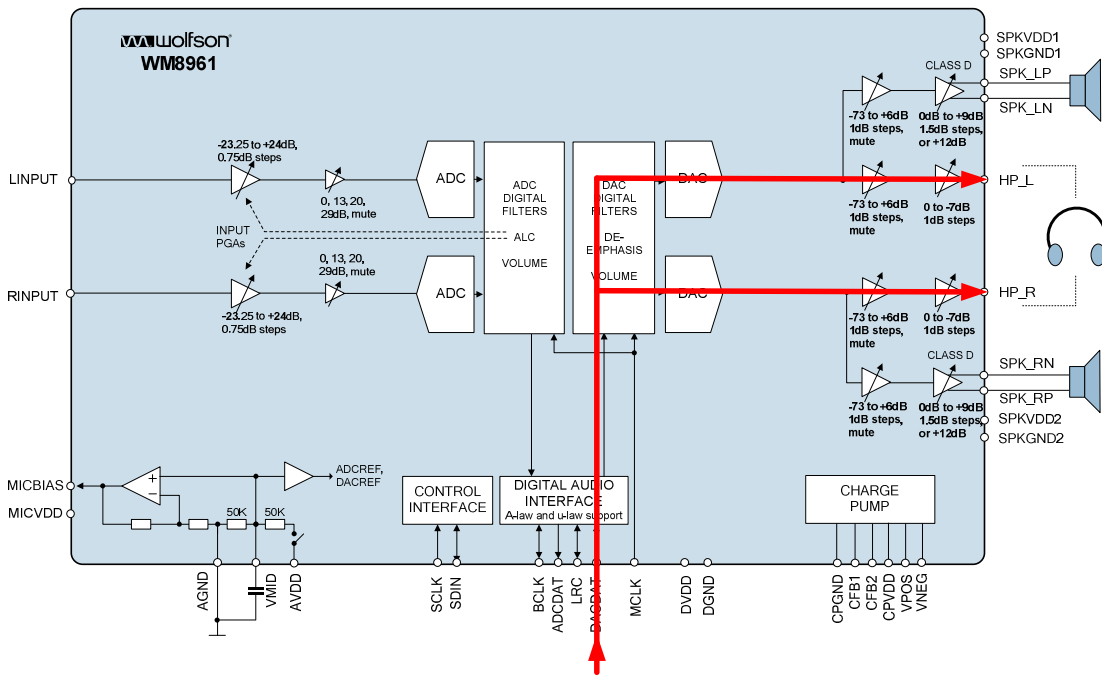 wolfson
WM8961
SPKVDD1
SPKGND1
CLASS D
SPK_LP
SPK_LN
-73 to +6dB
1dB steps,
mute
0dB to +9dB
1.5dB steps,
or +12dB
-23.25 to +24dB,
0.75dB steps
LINPUT
ADC
ADC
DIGITAL
FILTERS
ALC
VOLUME
DAC
DIGITAL
FILTERS
DE-
EMPHASIS
VOLUME
DAC
HP_L
0, 13, 20,
29dB, mute
-73 to +6dB
1dB steps,
mute
0 to -7dB
1dB steps
INPUT
PGAs
0, 13, 20,
29dB, mute
RINPUT
ADC
DAC
HP_R
-23.25 to +24dB,
0.75dB steps
-73 to +6dB
1dB steps,
mute
0 to -7dB
1dB steps
CLASS D
SPK_RN
SPK_RP
-73 to +6dB
1dB steps,
mute
0dB to +9dB
1.5dB steps,
or +12dB
SPKVDD2
SPKGND2
MICBIAS
+
−
ADCREF,
DACREF
MICVDD
50K
50K
CONTROL
INTERFACE
DIGITAL AUDIO
INTERFACE
A-law and u-law support
CHARGE
PUMP
AGND
VMID
AVDD
SCLK
SDIN
BCLK
ADCDAT
LRC
DACDAT
MCLK
DVDD
DGND
CPGND
CFB1
CFB2
CPVDD
VPOS
VNEG